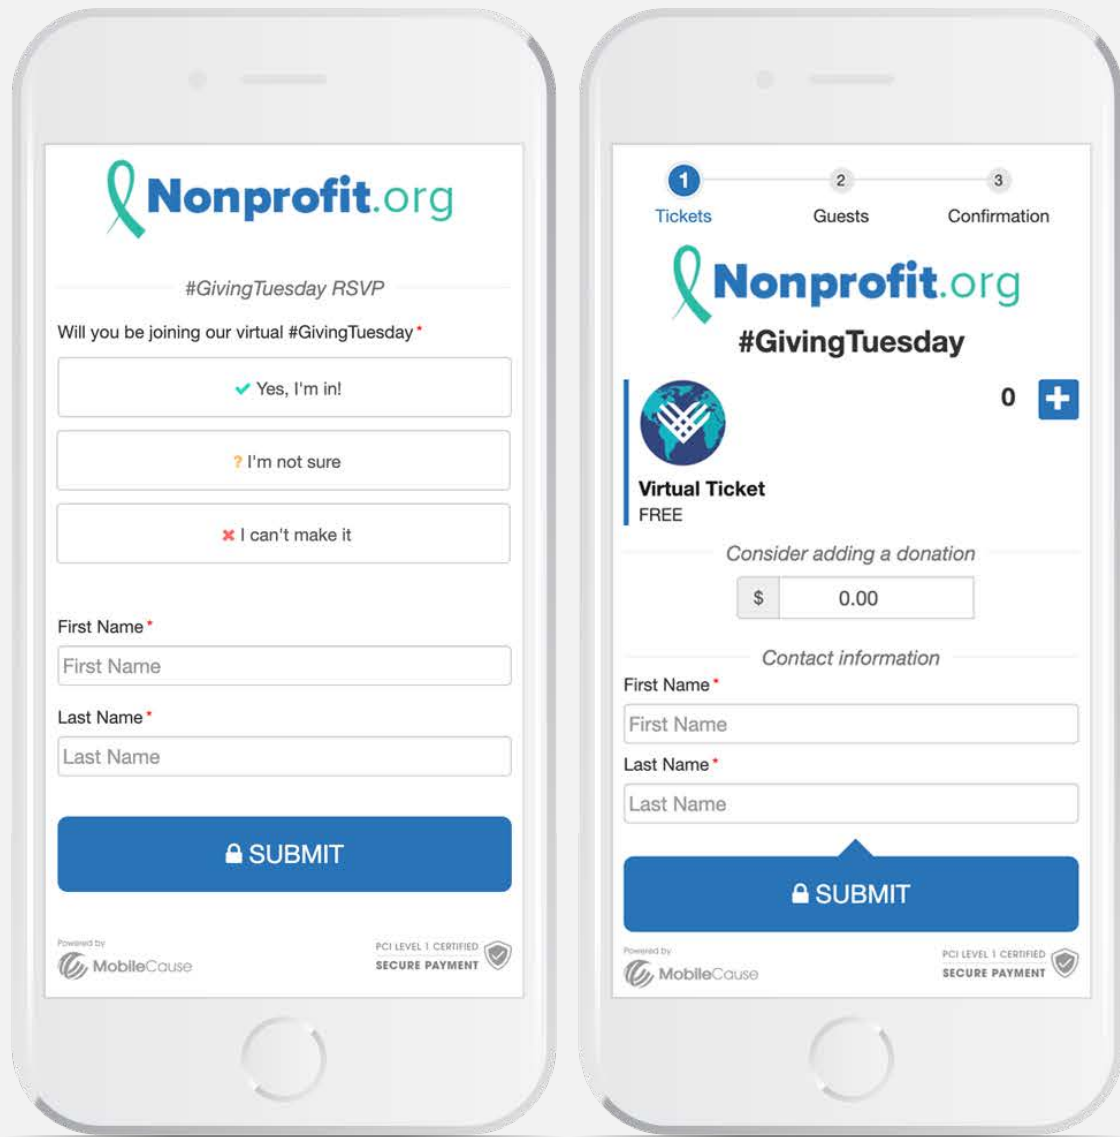 Nonprofit.org
#GivingTuesday RSVP
Will you be joining our virtual #GivingTuesday *
Yes, I'm in!
? I'm not sure
I can't make it
First Name *
First Name
Last Name *
Last Name
SUBMIT
Powered by
MobileCause
PCI LEVEL 1 CERTIFIED
SECURE PAYMENT
1 2 3
Tickets Guests Confirmation
Nonprofit.org
#GivingTuesday
0 +
Virtual Ticket
FREE
Consider adding a donation
$ 0.00
Contact information
First Name *
First Name
Last Name *
Last Name
SUBMIT
Powered by
MobileCause
PCI LEVEL 1 CERTIFIED
SECURE PAYMENT